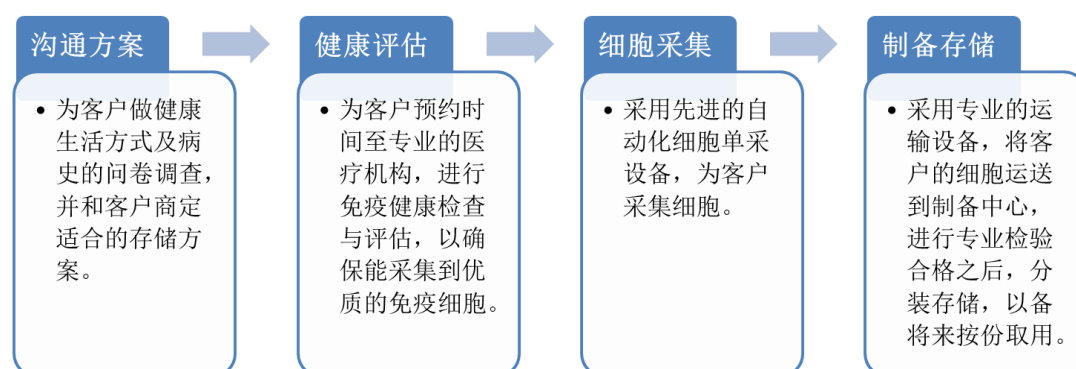 沟通方案
为客户做健康
生活方式及病
史的问卷调查，
并和客户商定
适合的存储方
案。
健康评估
为客户预约时
间至专业的医
疗机构，进行
免疫健康检查
与评估，以确
保能采集到优
质的免疫细胞。
细胞采集
采用先进的自
动化细胞单采
设备，为客户
采集细胞。
制备存储
采用专业的运
输设备，将客
户的细胞运送
到制备中心，
进行专业检验
合格之后，分
装存储，以备
将来按份取用。